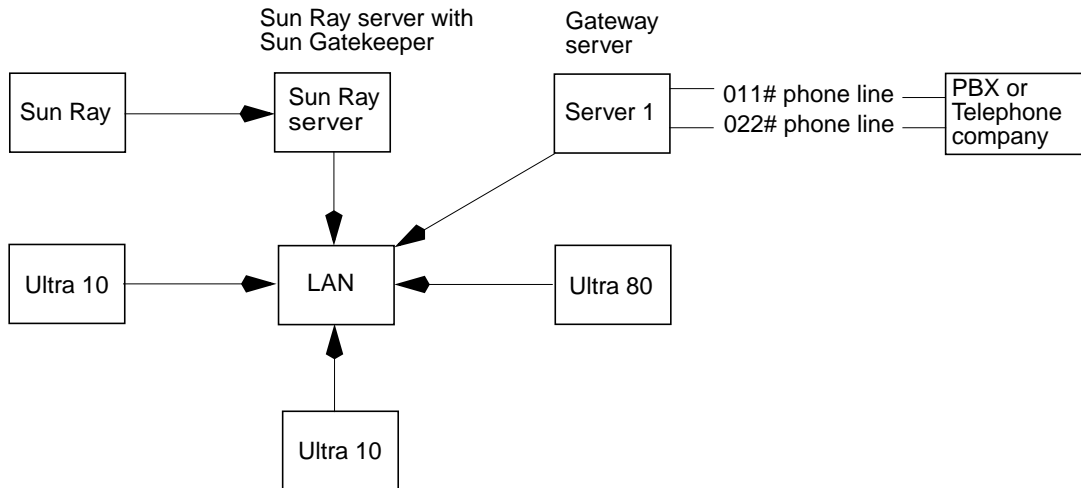 Sun Ray server with
Sun Gatekeeper
Gateway
server
Sun Ray
Sun Ray
server
Server 1
011# phone line
022# phone line
PBX or
Telephone
company
Ultra 10
LAN
Ultra 80
Ultra 10